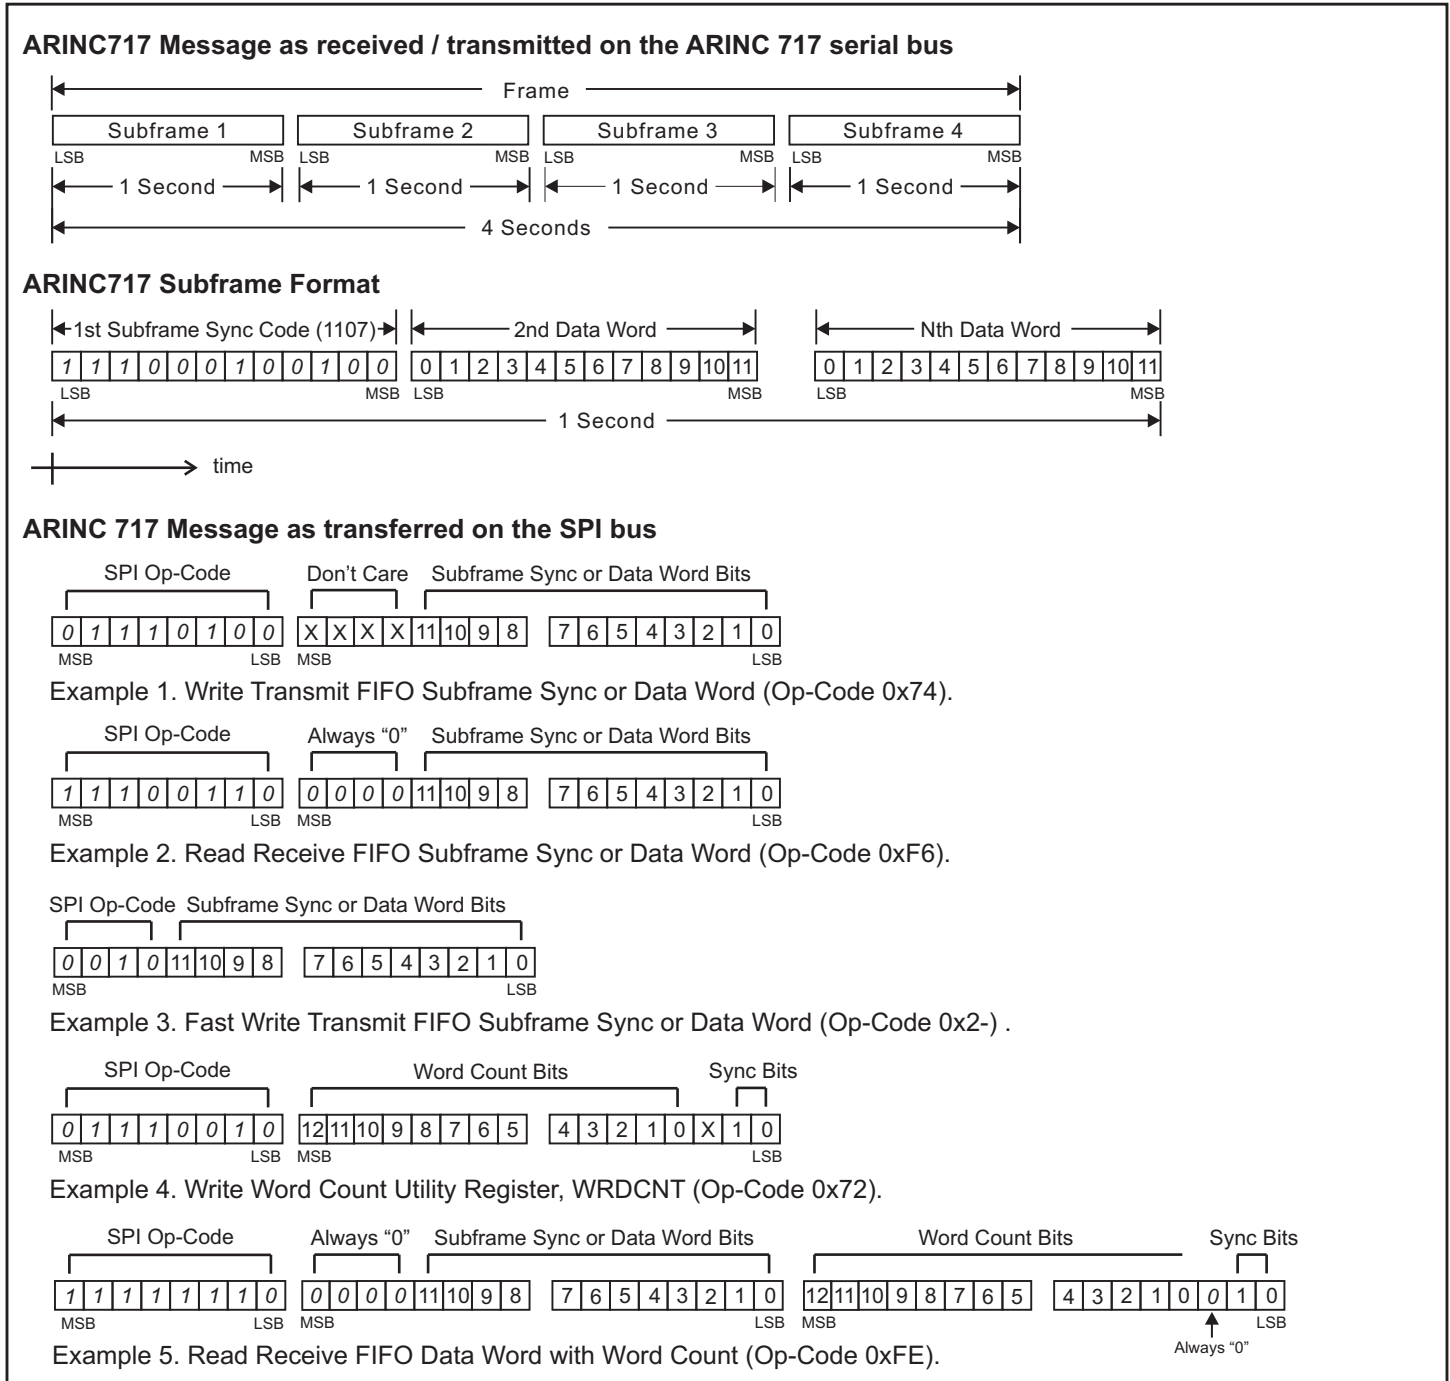 ARINC717 Message as received / transmitted on the ARINC 717 serial bus
Frame
Subframe 1 Subframe 2 Subframe 3 Subframe 4
LSB MSB LSB MSB LSB MSB LSB MSB
1 Second 1 Second 1 Second 1 Second
4 Seconds
ARINC717 Subframe Format
1st Subframe Sync Code (1107) 2nd Data Word Nth Data Word
1 1 1 0 0 0 1 0 0 1 0 0 0 1 2 3 4 5 6 7 8 9 10 11 0 1 2 3 4 5 6 7 8 9 10 11
LSB MSB LSB MSB LSB MSB
1 Second
time
ARINC 717 Message as transferred on the SPI bus
SPI Op-Code Don't Care Subframe Sync or Data Word Bits
0 1 1 1 0 1 0 0 X X X X 11 10 9 8 7 6 5 4 3 2 1 0
MSB LSB MSB LSB
Example 1. Write Transmit FIFO Subframe Sync or Data Word (Op-Code 0x74).
SPI Op-Code Always “0” Subframe Sync or Data Word Bits
1 1 1 0 0 1 1 0 0 0 0 0 11 10 9 8 7 6 5 4 3 2 1 0
MSB LSB MSB LSB
Example 2. Read Receive FIFO Subframe Sync or Data Word (Op-Code 0xF6).
SPI Op-Code Subframe Sync or Data Word Bits
0 0 1 0 11 10 9 8 7 6 5 4 3 2 1 0
MSB LSB
Example 3. Fast Write Transmit FIFO Subframe Sync or Data Word (Op-Code 0x2-) .
SPI Op-Code Word Count Bits Sync Bits
0 1 1 1 0 0 1 0 12 11 10 9 8 7 6 5 4 3 2 1 0 X 1 0
MSB LSB MSB LSB
Example 4. Write Word Count Utility Register, WRDCNT (Op-Code 0x72).
SPI Op-Code Always “0” Subframe Sync or Data Word Bits Word Count Bits Sync Bits
1 1 1 1 1 1 1 0 0 0 0 0 11 10 9 8 7 6 5 4 3 2 1 0 12 11 10 9 8 7 6 5 4 3 2 1 0 0 1 0
MSB LSB MSB LSB MSB LSB
Always “0”
Example 5. Read Receive FIFO Data Word with Word Count (Op-Code 0xFE).